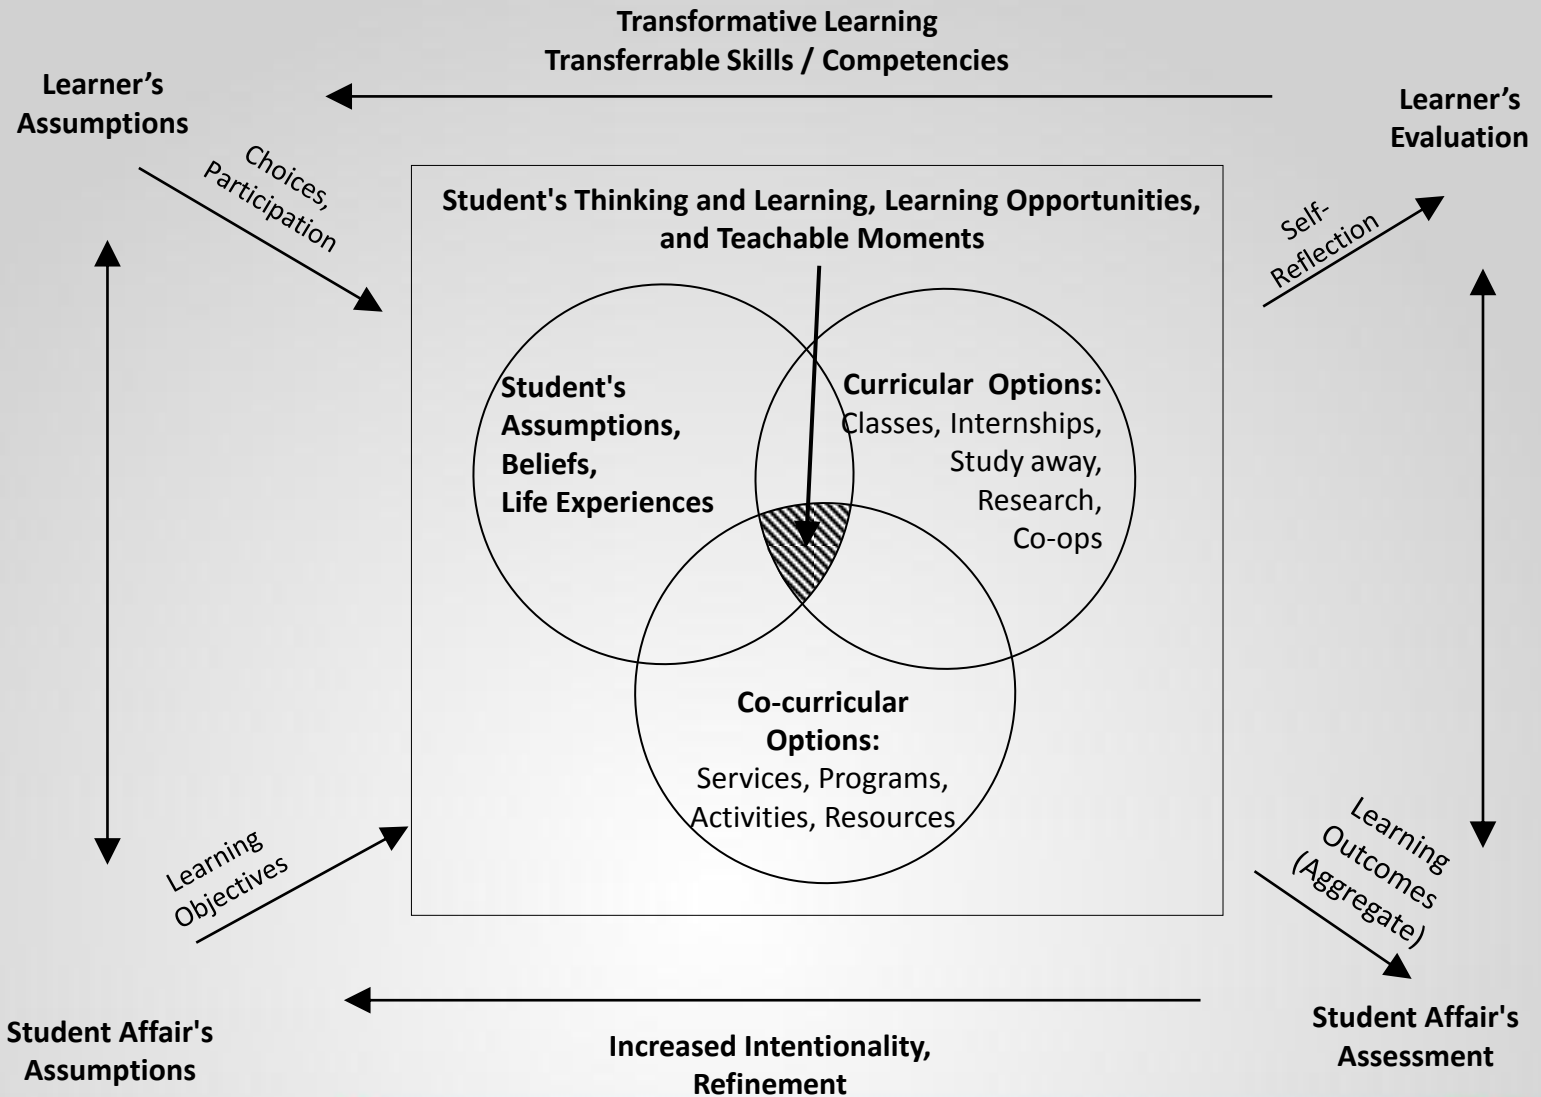 Transformative Learning
Transferrable Skills / Competencies
Learner’s
Assumptions
Learner’s
Evaluation
Choices,
Participation
Student's Thinking and Learning, Learning Opportunities,
and Teachable Moments
Self-
Reflection
Student's
Assumptions,
Beliefs,
Life Experiences
Curricular  Options:
Classes, Internships,
Study away,
Research,
Co-ops
Co-curricular
Options:
Services, Programs,
Activities, Resources
Learning
Objectives
Learning
Outcomes
(Aggregate)
Student Affair's
Assumptions
Increased Intentionality,
Refinement
Student Affair's
Assessment